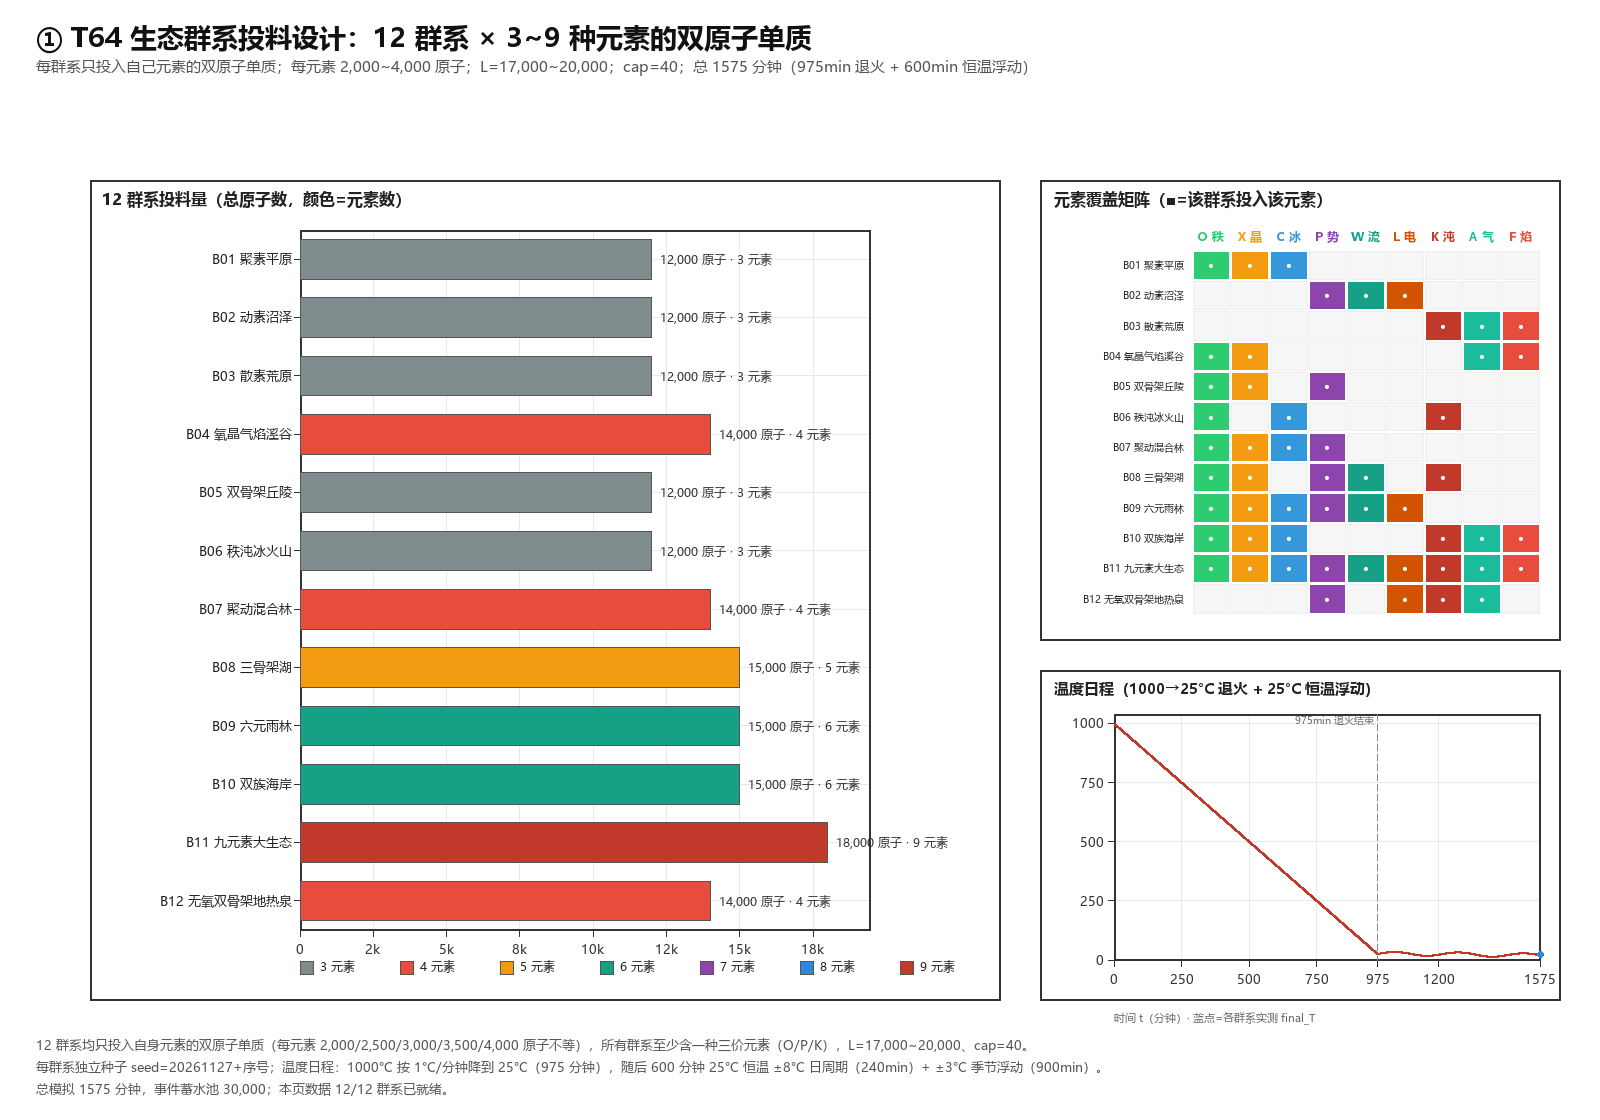 ① T64 生态群系投料设计：12 群系 × 3~9 种元素的双原子单质
每群系只投入自己元素的双原子单质；每元素 2,000~4,000 原子；L=17,000~20,000；cap=40；总 1575 分钟（975min 退火 + 600min 恒温浮动）
12 群系投料量（总原子数，颜色=元素数）
B01 聚素平原 12,000 原子 · 3 元素
B02 动素沼泽 12,000 原子 · 3 元素
B03 散素荒原 12,000 原子 · 3 元素
B04 氧晶气焰溪谷 14,000 原子 · 4 元素
B05 双骨架丘陵 12,000 原子 · 3 元素
B06 秩沌冰火山 12,000 原子 · 3 元素
B07 聚动混合林 14,000 原子 · 4 元素
B08 三骨架湖 15,000 原子 · 5 元素
B09 六元雨林 15,000 原子 · 6 元素
B10 双族海岸 15,000 原子 · 6 元素
B11 九元素大生态 18,000 原子 · 9 元素
B12 无氧双骨架地热泉 14,000 原子 · 4 元素
0 2k 5k 8k 10k 12k 15k 18k
3 元素 4 元素 5 元素 6 元素 7 元素 8 元素 9 元素
元素覆盖矩阵（■=该群系投入该元素）
O 秩 X 晶 C 冰 P 势 W 流 L 电 K 沌 A 气 F 焰
B01 聚素平原
B02 动素沼泽
B03 散素荒原
B04 氧晶气焰溪谷
B05 双骨架丘陵
B06 秩沌冰火山
B07 聚动混合林
B08 三骨架湖
B09 六元雨林
B10 双族海岸
B11 九元素大生态
B12 无氧双骨架地热泉
温度日程（1000→25°C 退火 + 25°C 恒温浮动）
975min 退火结束
1000
750
500
250
0
0 250 500 750 975 1200 1575
时间 t（分钟）· 蓝点=各群系实测 final_T
12 群系均只投入自身元素的双原子单质（每元素 2,000/2,500/3,000/3,500/4,000 原子不等），所有群系至少含一种三价元素（O/P/K），L=17,000~20,000、cap=40。
每群系独立种子 seed=20261127+序号；温度日程：1000°C 按 1°C/分钟降到 25°C（975 分钟），随后 600 分钟 25°C 恒温 ±8°C 日周期（240min）+ ±3°C 季节浮动（900min）。
总模拟 1575 分钟，事件蓄水池 30,000；本页数据 12/12 群系已就绪。